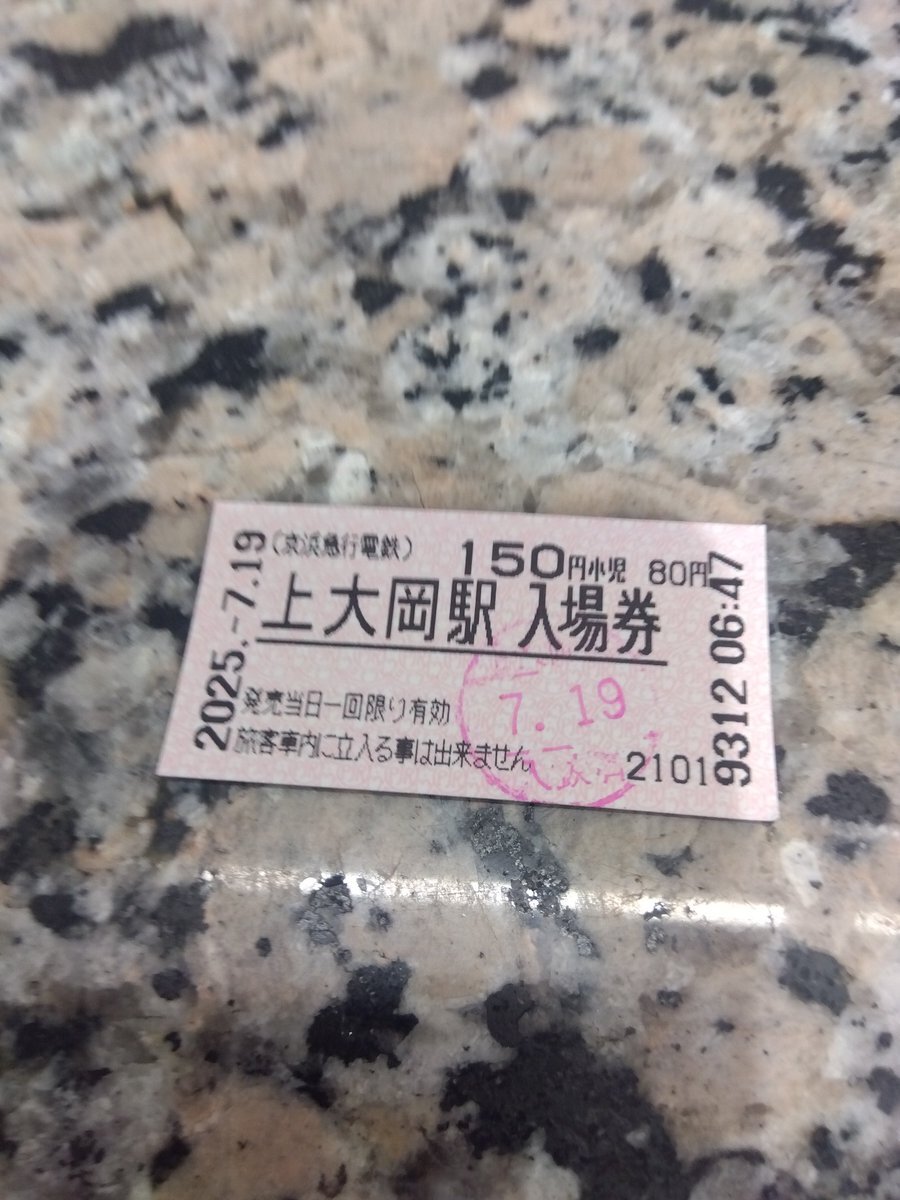 2025.-7.19
(京浜急行電鉄) 150円小児 80円
上大岡駅 入場券
発売当日一回限り有効
旅客車内に立入る事は出来ません
7.19
2101
9312 06:47